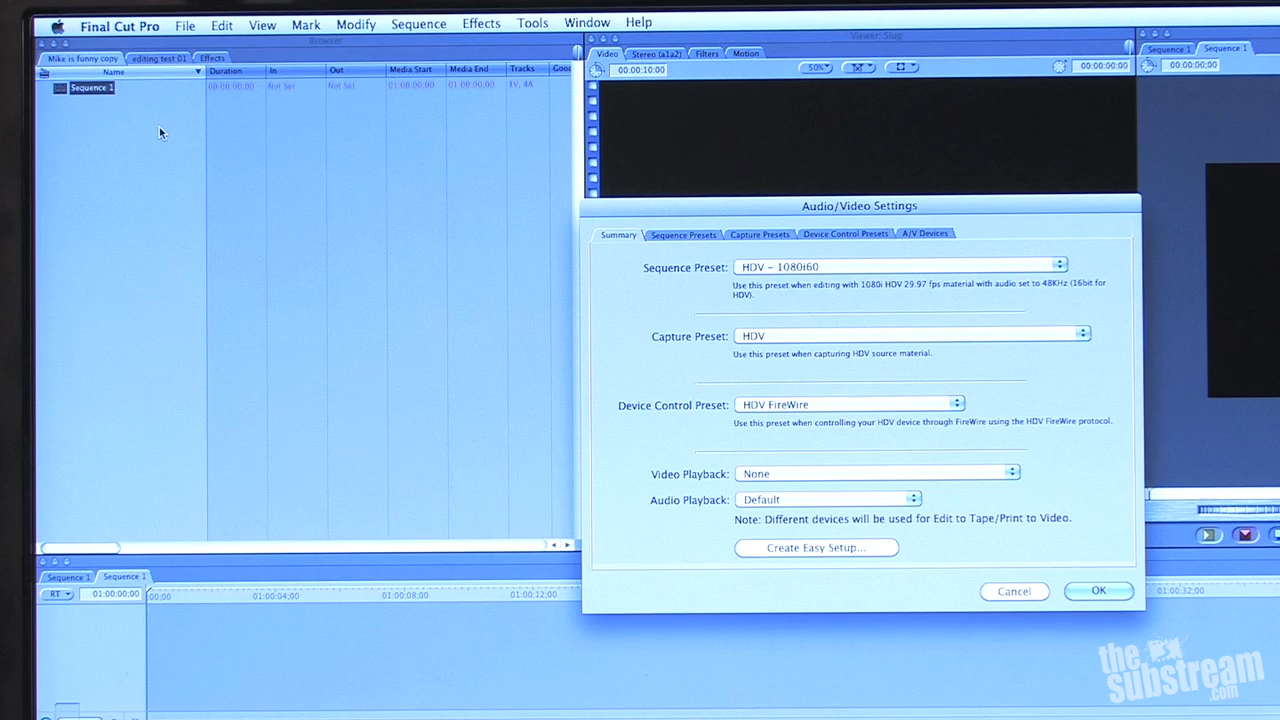 Final Cut Pro File Edit View Mark Modify Sequence Effects Tools Window Help
Browser
Viewer: Slug
Mike is funny copy editing test 01 Effects
Name Duration In Out Media Start Media End Tracks Good
Sequence 1 00:00:00;00 Not Set Not Set 01:00:00;00 01:00:00;00 1V, 4A
Video Stereo (a1a2) Filters Motion
00:00:10:00 50% 00:00:00;00
Sequence 1 Sequence 1
00:00:00;00
Audio/Video Settings
Summary Sequence Presets Capture Presets Device Control Presets A/V Devices
Sequence Preset: HDV - 1080i60
Use this preset when editing with 1080i HDV 29.97 fps material with audio set to 48KHz (16bit for
HDV).
Capture Preset: HDV
Use this preset when capturing HDV source material.
Device Control Preset: HDV FireWire
Use this preset when controlling your HDV device through FireWire using the HDV FireWire protocol.
Video Playback: None
Audio Playback: Default
Note: Different devices will be used for Edit to Tape/Print to Video.
Create Easy Setup...
Cancel OK
Sequence 1 Sequence 1
RT 01:00:00;00 00;00 01:00:04;00 01:00:08;00 01:00:12;00 01:00:32;00
the
substream
.com